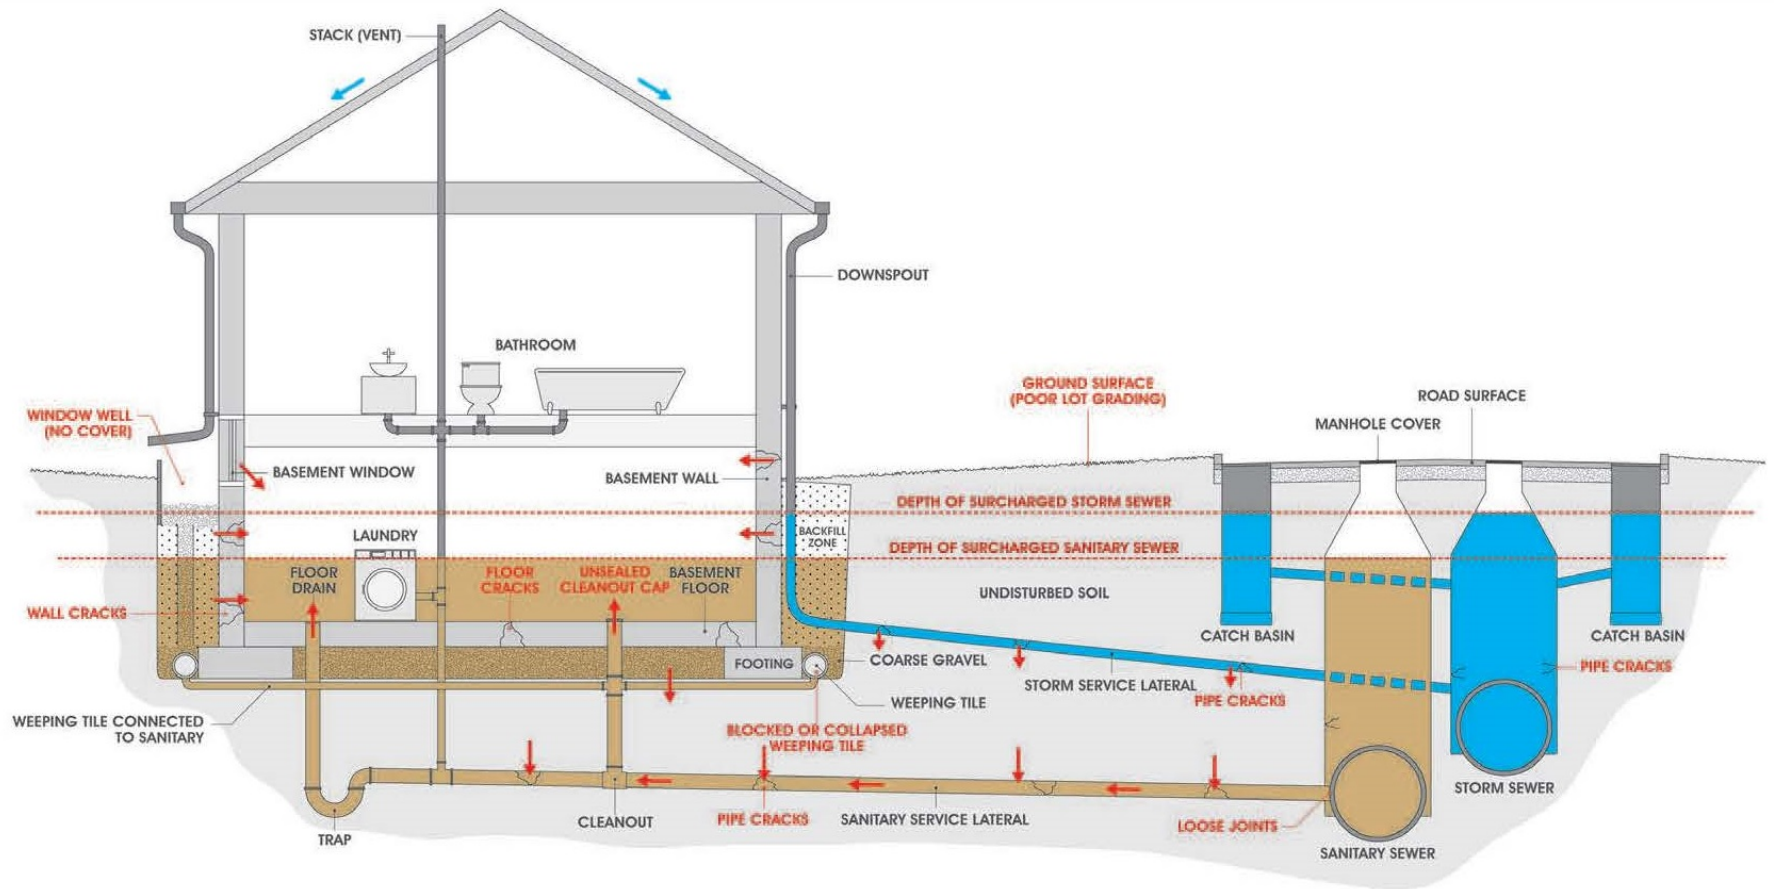 STACK (VENT)
DOWNSPOUT
BATHROOM
WINDOW WELL
(NO COVER)
BASEMENT WINDOW
BASEMENT WALL
GROUND SURFACE
(POOR LOT GRADING)
ROAD SURFACE
MANHOLE COVER
DEPTH OF SURCHARGED STORM SEWER
BACKFILL
ZONE
LAUNDRY
DEPTH OF SURCHARGED SANITARY SEWER
FLOOR
DRAIN
FLOOR
CRACKS
UNSEALED
CLEANOUT CAP
BASEMENT
FLOOR
UNDISTURBED SOIL
WALL CRACKS
CATCH BASIN
CATCH BASIN
FOOTING
COARSE GRAVEL
STORM SERVICE LATERAL
PIPE CRACKS
PIPE CRACKS
WEEPING TILE
WEEPING TILE CONNECTED
TO SANITARY
BLOCKED OR COLLAPSED
WEEPING TILE
STORM SEWER
TRAP
CLEANOUT
PIPE CRACKS
SANITARY SERVICE LATERAL
LOOSE JOINTS
SANITARY SEWER